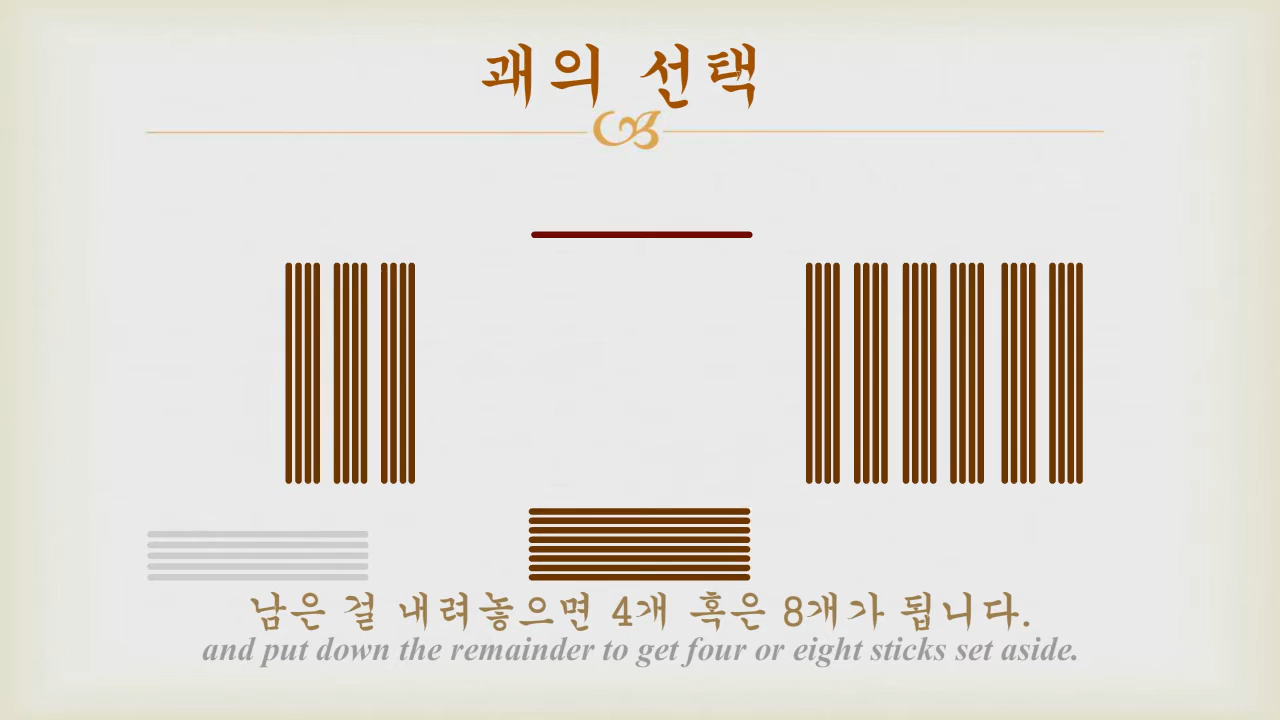 괘의 선택
남은 걸 내려놓으면 4개 혹은 8개가 됩니다.
and put down the remainder to get four or eight sticks set aside.